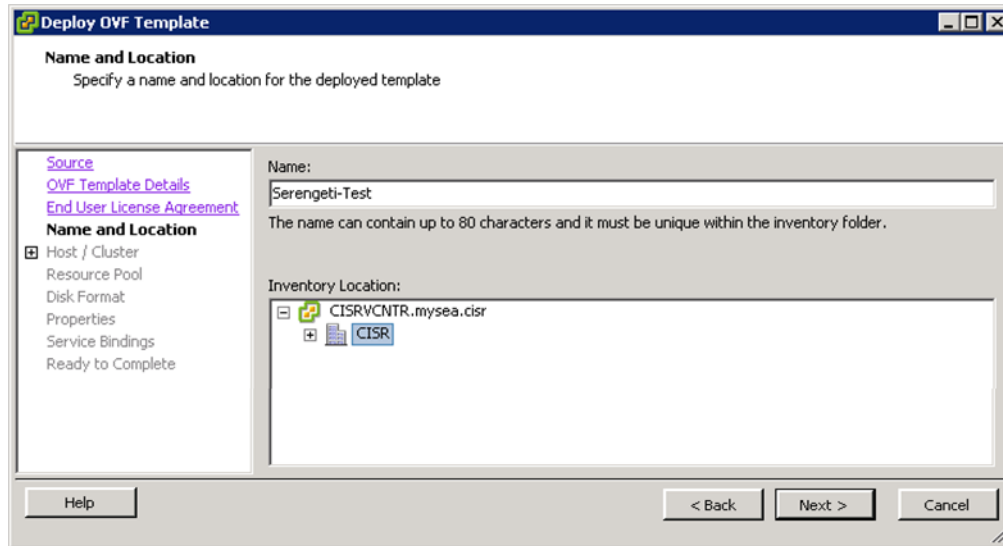 Deploy OVF Template
Name and Location
Specify a name and location for the deployed template
Source
OVF Template Details
End User License Agreement
Name and Location
Host / Cluster
Resource Pool
Disk Format
Properties
Service Bindings
Ready to Complete
Name:
Serengeti-Test
The name can contain up to 80 characters and it must be unique within the inventory folder.
Inventory Location:
CISRVCNTR.mysea.cisr
CISR
Help
< Back
Next >
Cancel